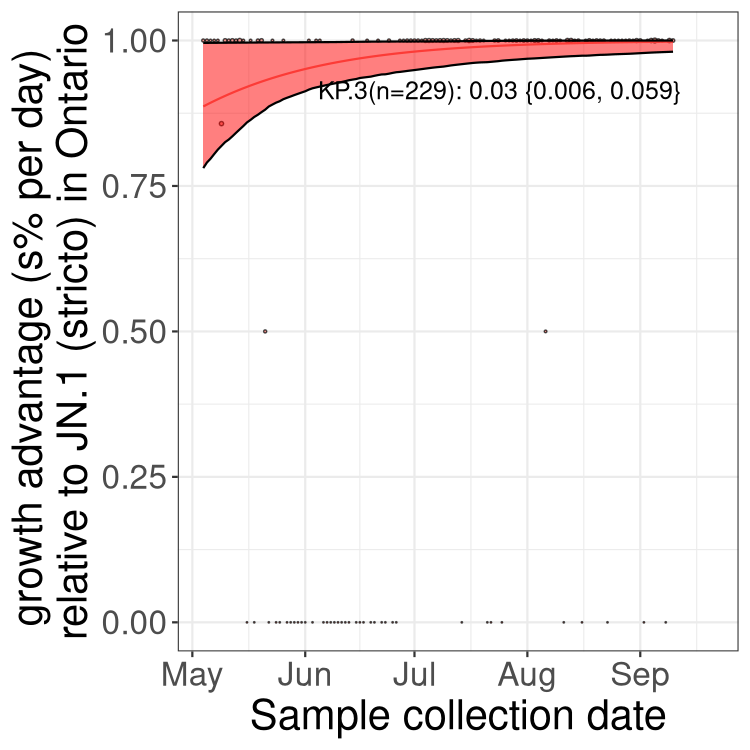 growth advantage (s% per day)
relative to JN.1 (stricto) in Ontario
1.00
0.75
0.50
0.25
0.00
KP.3(n=229): 0.03 {0.006, 0.059}
May Jun Jul Aug Sep
Sample collection date